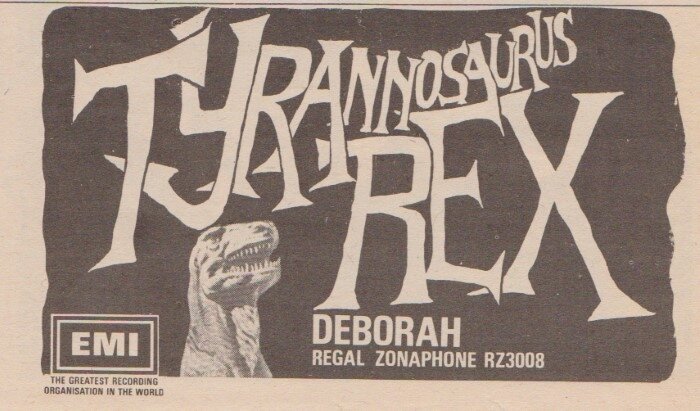 TYRANNOSAURUS
REX
DEBORAH
REGAL ZONAPHONE RZ3008
EMI
THE GREATEST RECORDING
ORGANISATION IN THE WORLD